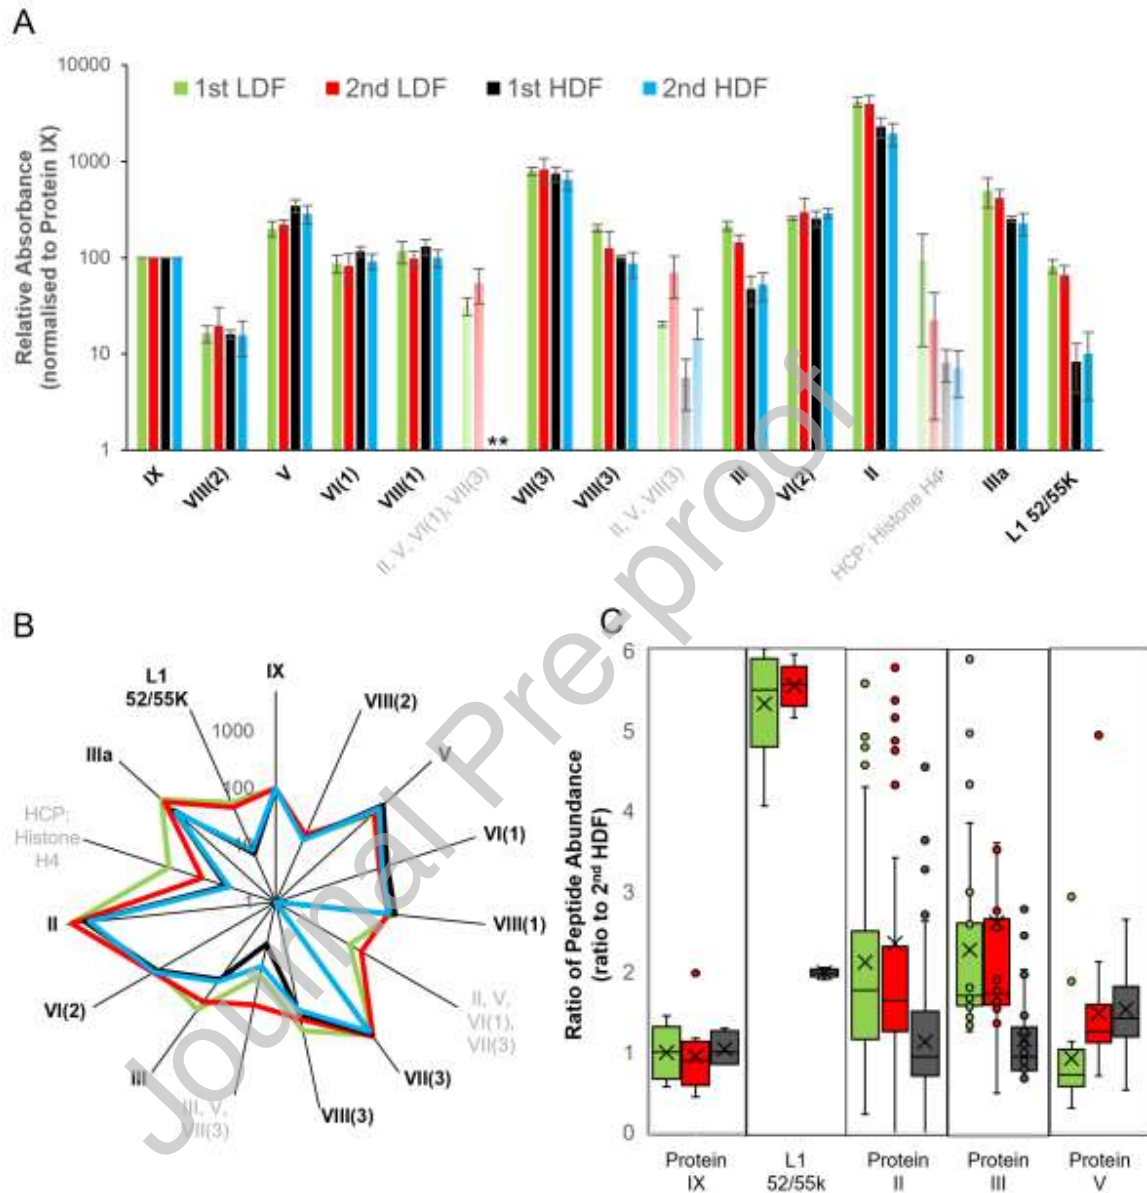 A
10000
1000
100
10
1
Relative Absorbance
(normalised to Protein IX)
1st LDF
2nd LDF
1st HDF
2nd HDF
**
IX
VIII(2)
V
VI(1)
VIII(1)
II, V, VI(1), VII(3)
VII(3)
VIII(3)
II, V, VII(3)
III
VI(2)
II
HCP: Histone H4
IIIa
L1 52/55K
B
L1
52/55K
IX
VIII(2)
V
VI(1)
VIII(1)
II, V,
VI(1),
VII(3)
VII(3)
VIII(3)
II, V,
VII(3)
III
VI(2)
II
HCP:
Histone
H4
IIIa
1000
100
10
1
C
Ratio of Peptide Abundance
(ratio to 2nd HDF)
6
5
4
3
2
1
0
Protein
IX
L1
52/55k
Protein
II
Protein
III
Protein
V
Journal Pre-proof